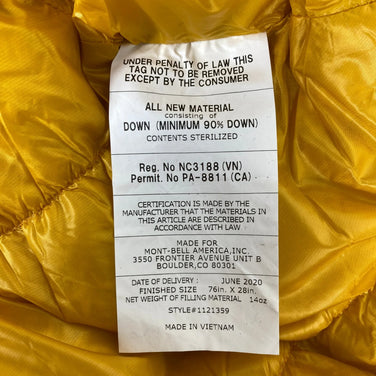 UNDER PENALTY OF LAW THIS
TAG NOT TO BE REMOVED
EXCEPT BY THE CONSUMER
ALL NEW MATERIAL
consisting of
DOWN (MINIMUM 90% DOWN)
CONTENTS STERILIZED
Reg. No NC3188 (VN)
Permit. No PA-8811 (CA)
CERTIFICATION IS MADE BY THE
MANUFACTURER THAT THE MATERIALS IN
THIS ARTICLE ARE DESCRIBED IN
ACCORDANCE WITH LAW
MADE FOR
MONT-BELL AMERICA,INC.
3550 FRONTIER AVENUE UNIT B
BOULDER,CO 80301
DATE OF DELIVERY : JUNE 2020
FINISHED SIZE 76in. X 28in.
NET WEIGHT OF FILLING MATERIAL 14oz
STYLE#1121359
MADE IN VIETNAM